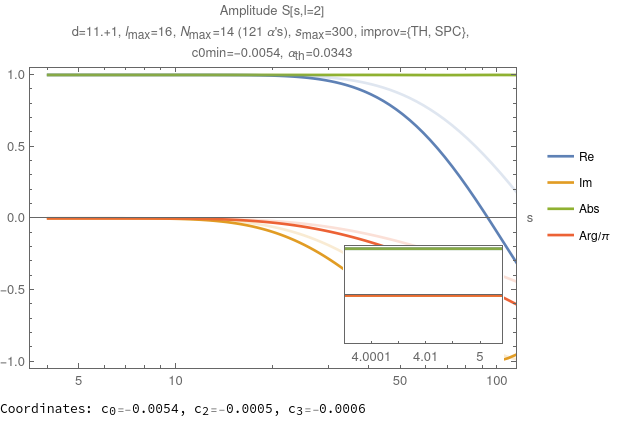 Amplitude S[s,l=2]
d=11.+1, lmax=16, Nmax=14 (121 α's), smax=300, improv={TH, SPC},
c0min=-0.0054, αth=0.0343
1.0
0.5
0.0
-0.5
-1.0
s
Re
Im
Abs
Arg/π
4.0001 4.01 5
5 10 50 100
Coordinates: c0=-0.0054, c2=-0.0005, c3=-0.0006